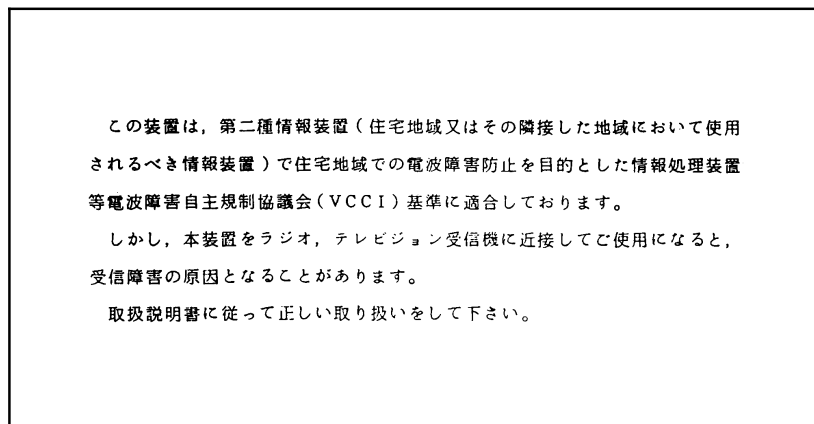 この装置は，第二種情報装置（住宅地域又はその隣接した地域において使用
されるべき情報装置）で住宅地域での電波障害防止を目的とした情報処理装置
等電波障害自主規制協議会（VCCI）基準に適合しております。
しかし，本装置をラジオ，テレビジョン受信機に近接してご使用になると，
受信障害の原因となることがあります。
取扱説明書に従って正しい取り扱いをして下さい。